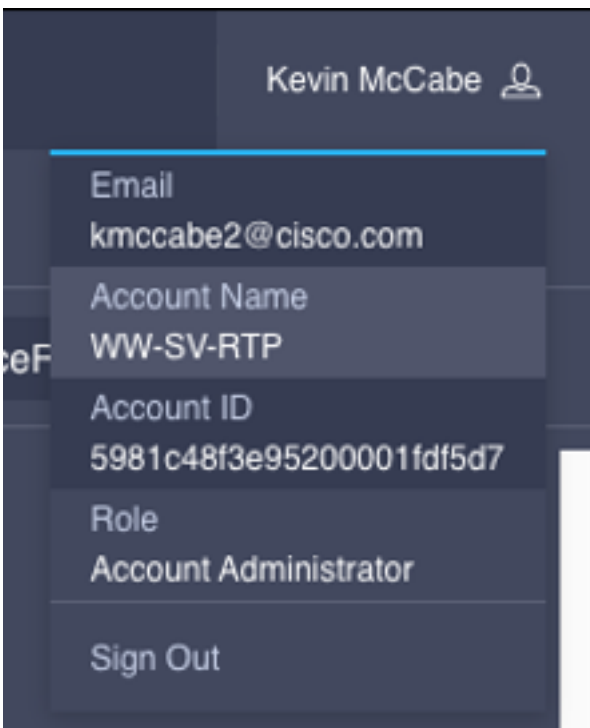 Kevin McCabe
Email
kmccabe2@cisco.com
Account Name
WW-SV-RTP
ceF
Account ID
5981c48f3e95200001fdf5d7
Role
Account Administrator
Sign Out